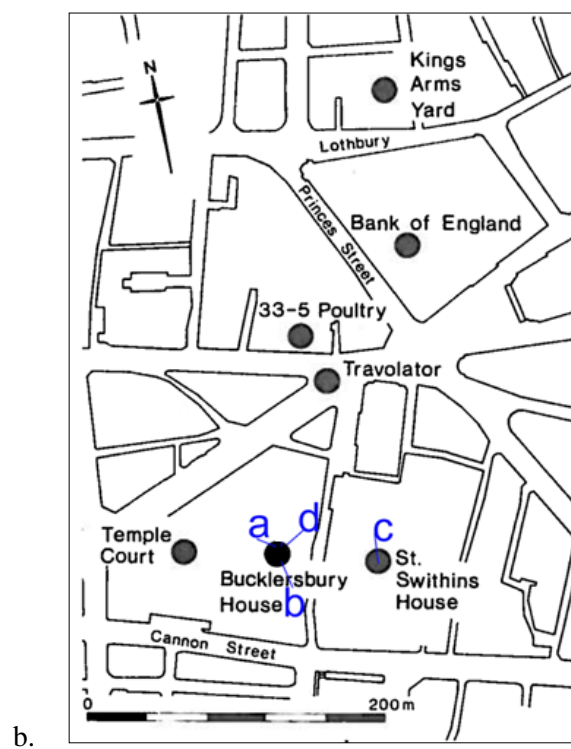 Kings
Arms
Yard
N
Lothbury
Princes Street
Bank of England
33-5 Poultry
Travolator
a d c
Temple
Court
Bucklersbury
House b
St.
Swithins
House
Cannon Street
0 200m
b.